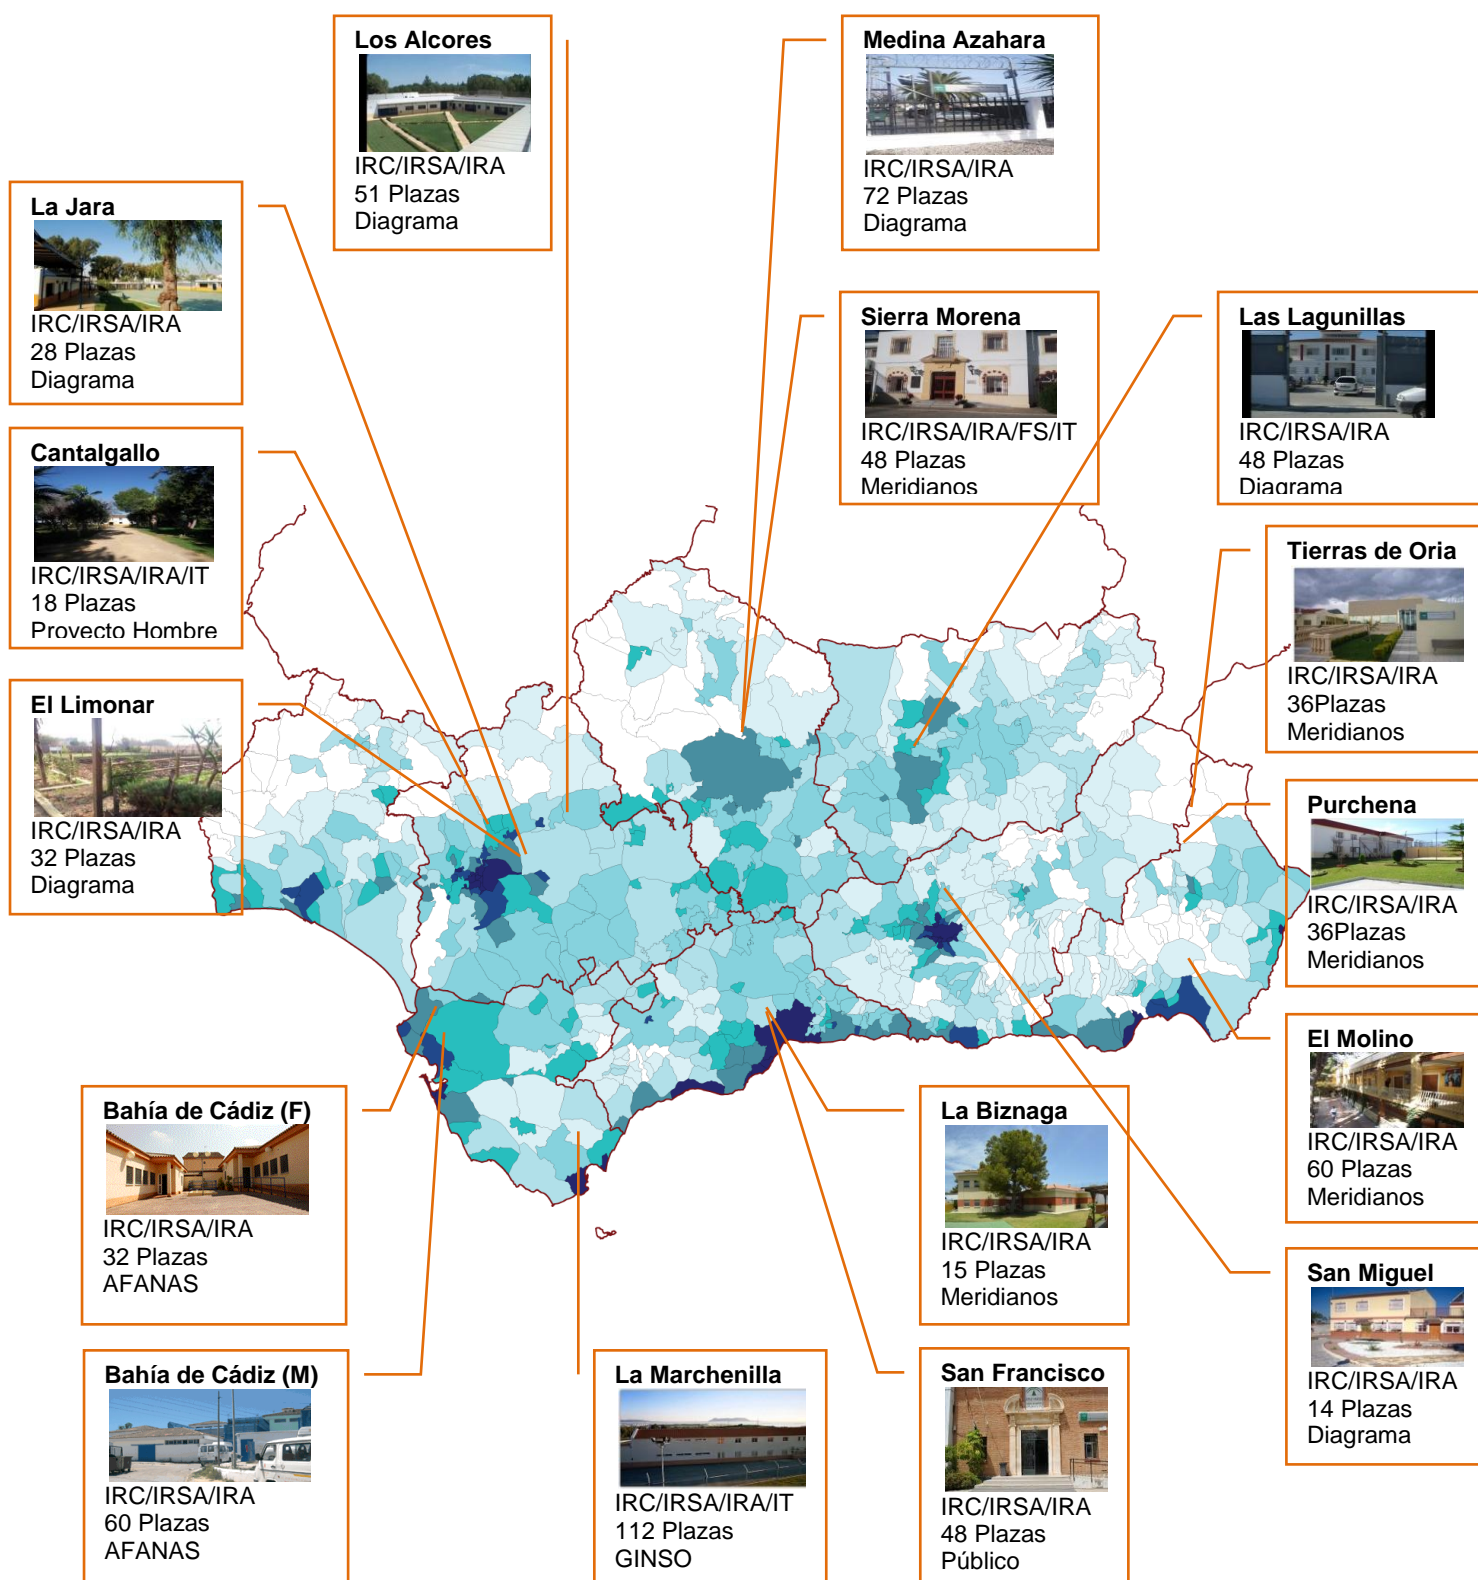 Los Alcores
IRC/IRSA/IRA
51 Plazas
Diagrama
Medina Azahara
IRC/IRSA/IRA
72 Plazas
Diagrama
La Jara
IRC/IRSA/IRA
28 Plazas
Diagrama
Sierra Morena
IRC/IRSA/IRA/FS/IT
48 Plazas
Meridianos
Las Lagunillas
IRC/IRSA/IRA
48 Plazas
Diagrama
Cantalgallo
IRC/IRSA/IRA/IT
18 Plazas
Proyecto Hombre
Tierras de Oria
IRC/IRSA/IRA
36Plazas
Meridianos
El Limonar
IRC/IRSA/IRA
32 Plazas
Diagrama
Purchena
IRC/IRSA/IRA
36Plazas
Meridianos
El Molino
IRC/IRSA/IRA
60 Plazas
Meridianos
Bahía de Cádiz (F)
IRC/IRSA/IRA
32 Plazas
AFANAS
La Biznaga
IRC/IRSA/IRA
15 Plazas
Meridianos
San Miguel
IRC/IRSA/IRA
14 Plazas
Diagrama
Bahía de Cádiz (M)
IRC/IRSA/IRA
60 Plazas
AFANAS
La Marchenilla
IRC/IRSA/IRA/IT
112 Plazas
GINSO
San Francisco
IRC/IRSA/IRA
48 Plazas
Público